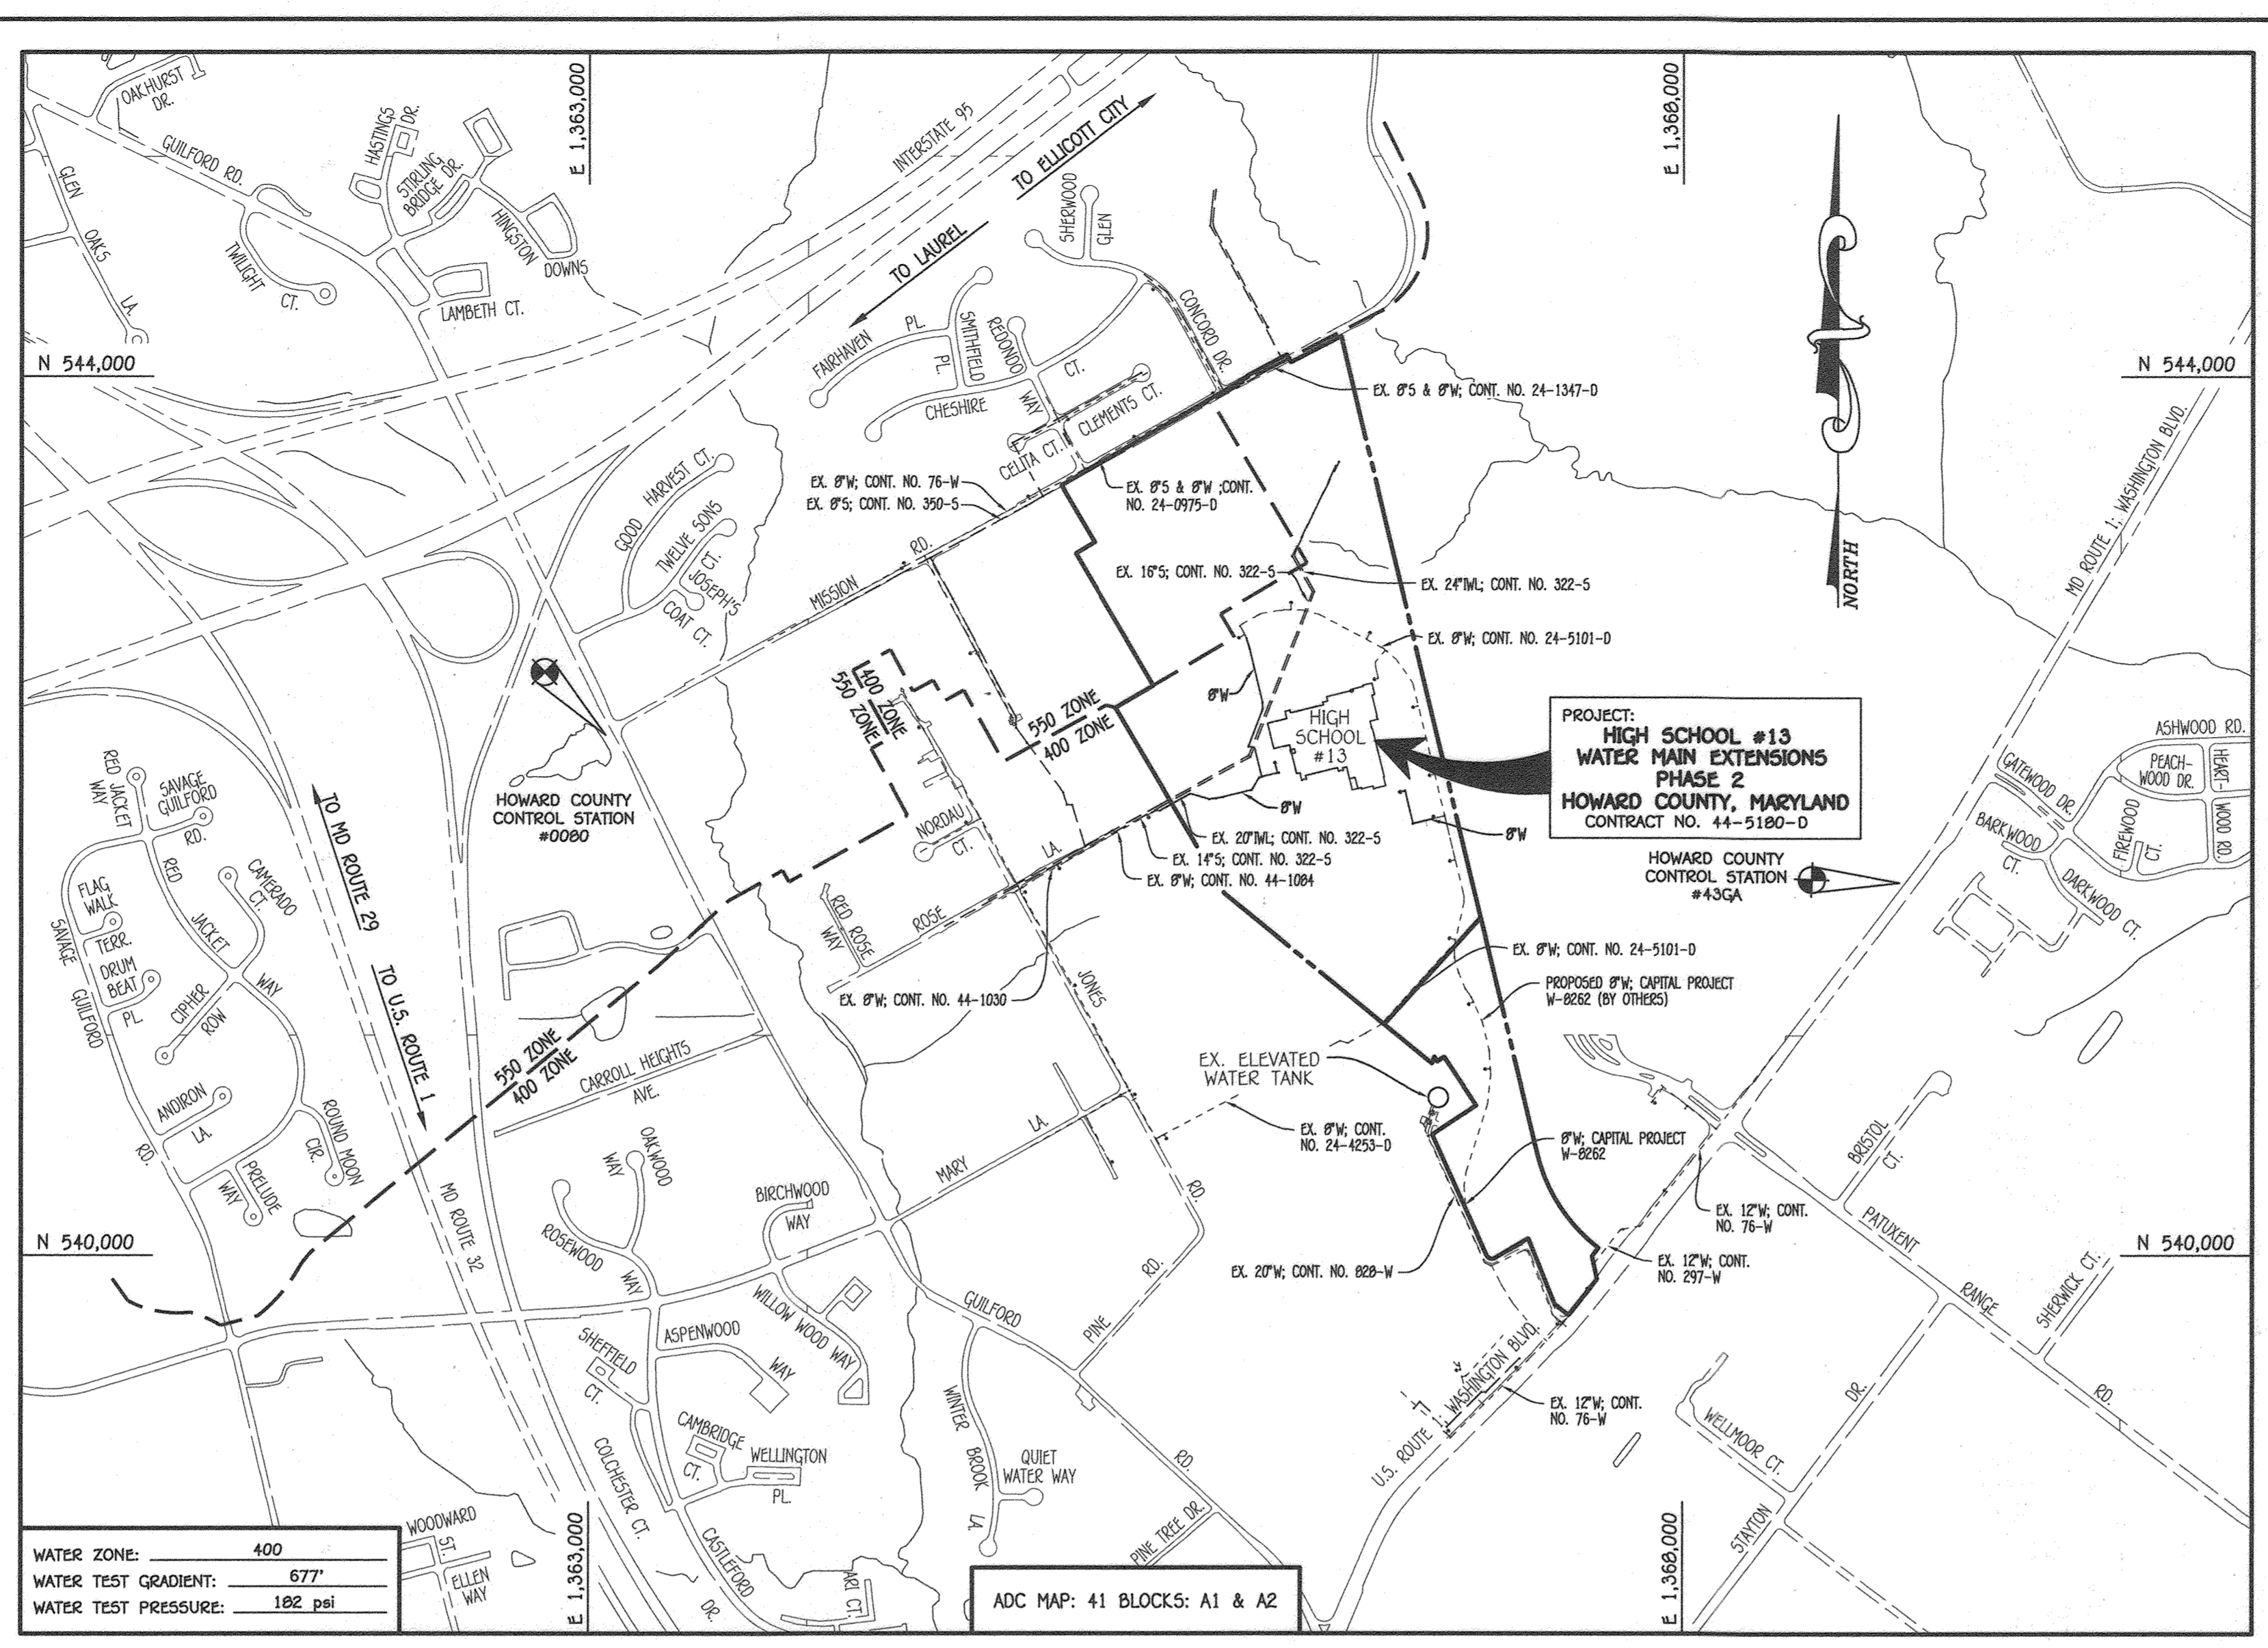 OAKHURST
DR.
GUILFORD RD.
HASTINGS
DR.
STIRLING
BRIDGE DR.
HINGSTON
DOWNS
GLEN
OAKS
LA.
TWILIGHT
CT.
LAMBETH CT.
E 1,363,000
INTERSTATE 95
TO ELLICOTT CITY
TO LAUREL
SHERWOOD
GLEN
E 1,368,000
NORTH
N 544,000
N 544,000
FAIRHAVEN
PL.
SMITHFIELD
PL.
REDONDO
WAY
CT.
CHESHIRE
CONCORD DR.
CLEMENTS CT.
CELITA CT.
EX. 8"S & 8"W; CONT. NO. 24-1347-D
MD ROUTE 1; WASHINGTON BLVD.
GOOD HARVEST CT.
TWELVE SONS
CT.
JOSEPH'S
COAT CT.
EX. 8"W; CONT. NO. 76-W
EX. 8"S; CONT. NO. 350-S
EX. 8"S & 8"W ;CONT.
NO. 24-0975-D
MISSION
RD.
EX. 16"S; CONT. NO. 322-S
EX. 24"IWL; CONT. NO. 322-S
EX. 8"W; CONT. NO. 24-5101-D
400 ZONE
550 ZONE
550 ZONE
400 ZONE
8"W
HIGH
SCHOOL
#13
PROJECT:
HIGH SCHOOL #13
WATER MAIN EXTENSIONS
PHASE 2
HOWARD COUNTY, MARYLAND
CONTRACT NO. 44-5180-D
8"W
8"W
HOWARD COUNTY
CONTROL STATION
#0080
HOWARD COUNTY
CONTROL STATION
#43GA
ASHWOOD RD.
PEACH-
WOOD DR.
HEART-
WOOD RD.
GATEWOOD DR.
BARKWOOD
CT.
FIREWOOD
CT.
DARKWOOD CT.
RED JACKET
WAY
SAVAGE
GUILFORD
RD.
TO MD ROUTE 29
TO U.S. ROUTE 1
FLAG
WALK
TERR.
DRUM
BEAT
PL.
SAVAGE
GUILFORD
RD.
RED
JACKET
WAY
CAMERADO
CT.
CIPHER
ROW
ANDIRON
LA.
ROUND MOON
CIR.
PRELUDE
WAY
NORDAU
CT.
LA.
ROSE
RED ROSE
WAY
EX. 20"IWL; CONT. NO. 322-S
EX. 14"S; CONT. NO. 322-S
EX. 8"W; CONT. NO. 44-1084
EX. 8"W; CONT. NO. 44-1030
EX. 8"W; CONT. NO. 24-5101-D
PROPOSED 8"W; CAPITAL PROJECT
W-8262 (BY OTHERS)
JONES
RD.
550 ZONE
400 ZONE
CARROLL HEIGHTS
AVE.
EX. ELEVATED
WATER TANK
EX. 8"W; CONT.
NO. 24-4253-D
8"W; CAPITAL PROJECT
W-8262
MARY
LA.
OAKWOOD
WAY
BIRCHWOOD
WAY
ROSEWOOD
WAY
MD ROUTE 32
EX. 12"W; CONT.
NO. 76-W
EX. 12"W; CONT.
NO. 297-W
EX. 20"W; CONT. NO. 828-W
BRISTOL
CT.
PATUXENT
RANGE
RD.
SHERWICK CT.
N 540,000
N 540,000
WILLOW WOOD WAY
GUILFORD
RD.
PINE
RD.
ASPENWOOD
WAY
SHEFFIELD
CT.
U.S. ROUTE 1; WASHINGTON BLVD.
EX. 12"W; CONT.
NO. 76-W
WELLMOOR CT.
STAYTON
DR.
CAMBRIDGE
CT.
WELLINGTON
PL.
COLCHESTER CT.
CASTLEFORD
DR.
WINTER
BROOK
LA.
QUIET
WATER WAY
PINE TREE DR.
ARI CT.
WOODWARD
ST.
ELLEN
WAY
E 1,363,000
E 1,368,000
WATER ZONE: 400
WATER TEST GRADIENT: 677'
WATER TEST PRESSURE: 182 psi
ADC MAP: 41 BLOCKS: A1 & A2